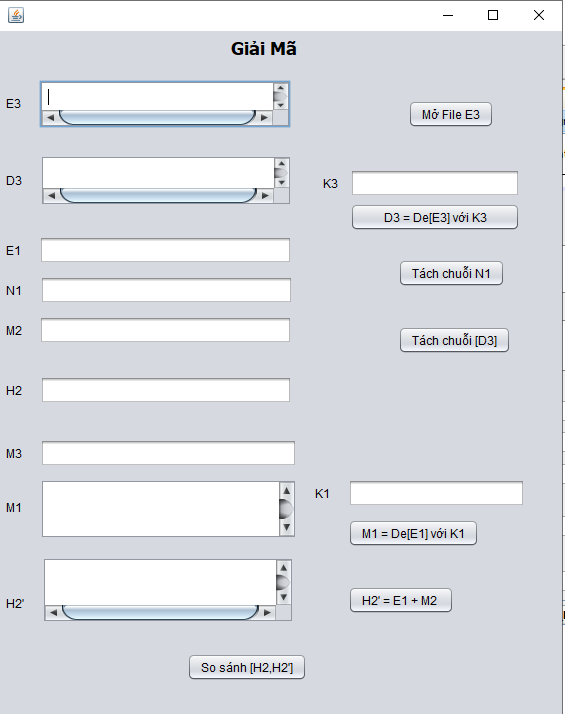 Giải Mã
E3
Mở File E3
D3
K3
D3 = De[E3] với K3
E1
Tách chuỗi N1
N1
M2
Tách chuỗi [D3]
H2
M3
M1
K1
M1 = De[E1] với K1
H2'
H2' = E1 + M2
So sánh [H2,H2']